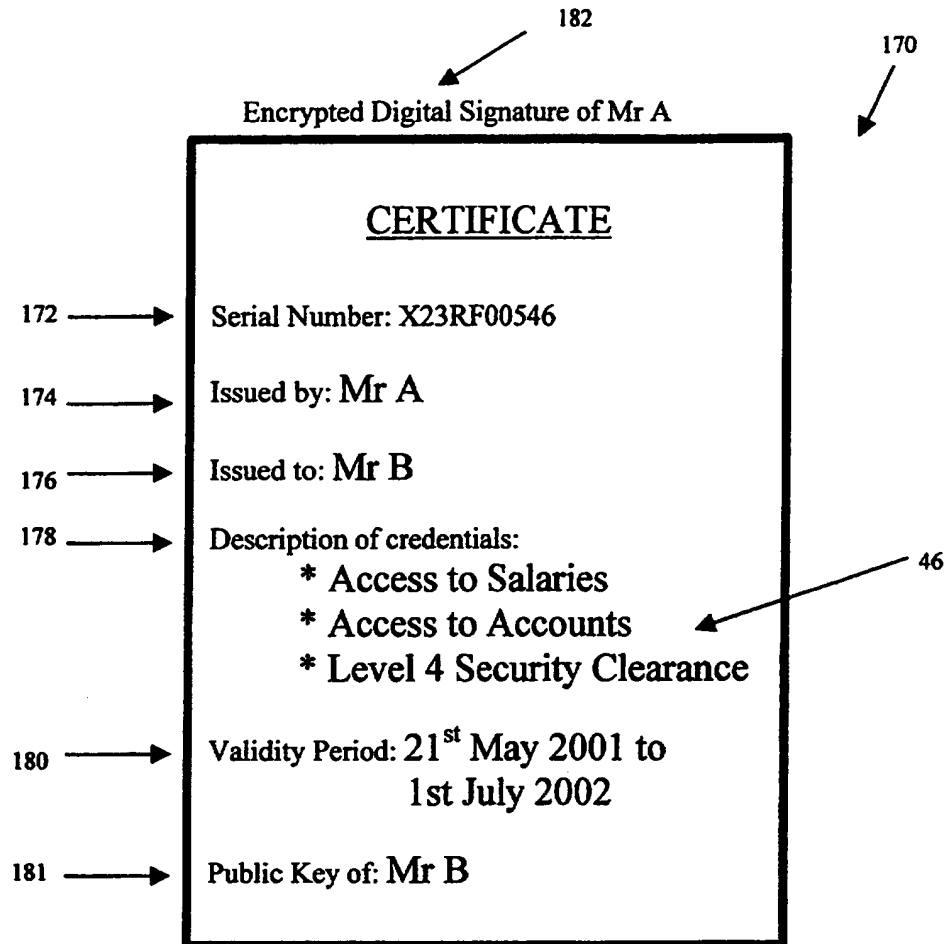 182
170
Encrypted Digital Signature of Mr A
CERTIFICATE
172 Serial Number: X23RF00546
174 Issued by: Mr A
176 Issued to: Mr B
178 Description of credentials:
* Access to Salaries
46
* Access to Accounts
* Level 4 Security Clearance
180 Validity Period: 21st May 2001 to
1st July 2002
181 Public Key of: Mr B